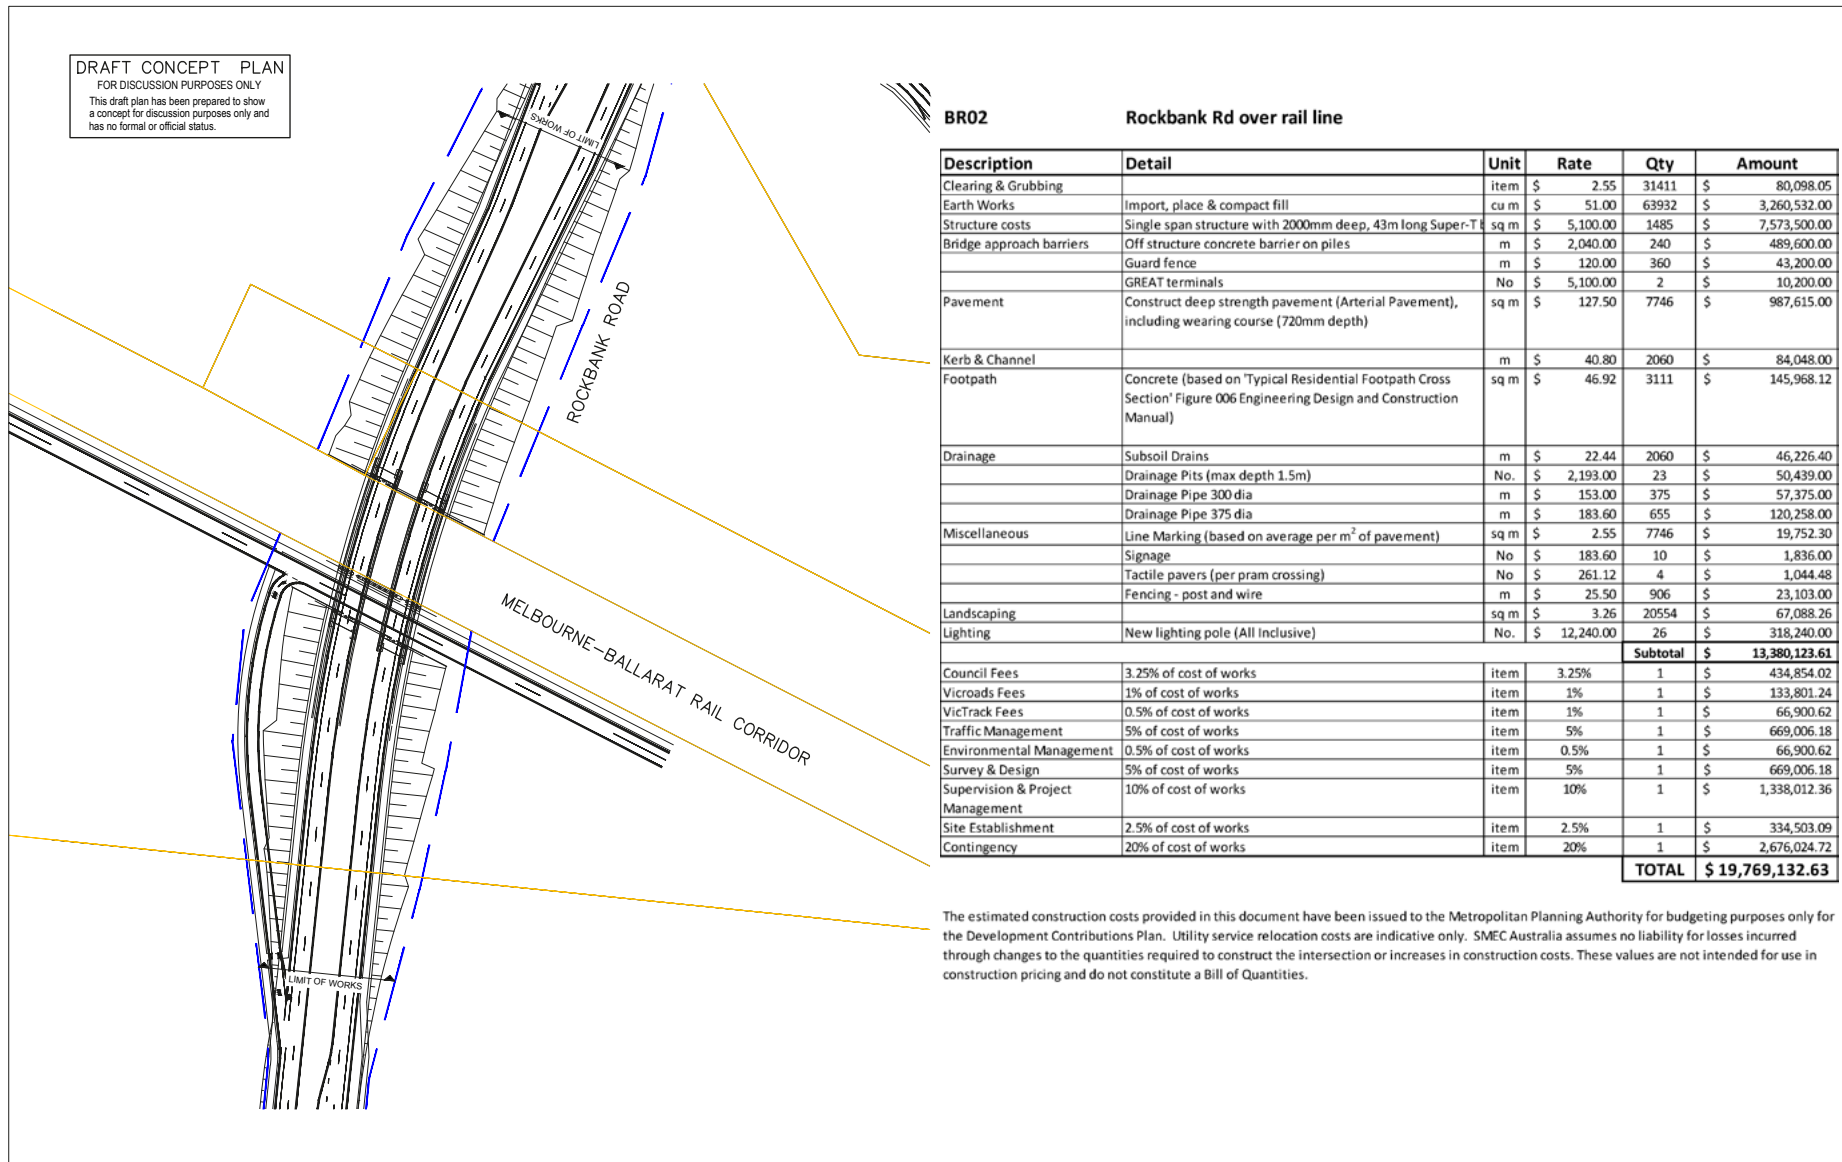 DRAFT CONCEPT PLAN
FOR DISCUSSION PURPOSES ONLY
This draft plan has been prepared to show
a concept for discussion purposes only and
has no formal or official status.
LIMIT OF WORKS
ROCKBANK ROAD
MELBOURNE-BALLARAT RAIL CORRIDOR
LIMIT OF WORKS
BR02 Rockbank Rd over rail line
Description Detail Unit Rate Qty Amount
Clearing & Grubbing item $ 2.55 31411 $ 80,098.05
Earth Works Import, place & compact fill cu m $ 51.00 63932 $ 3,260,532.00
Structure costs Single span structure with 2000mm deep, 43m long Super-T sq m $ 5,100.00 1485 $ 7,573,500.00
Bridge approach barriers Off structure concrete barrier on piles m $ 2,040.00 240 $ 489,600.00
Guard fence m $ 120.00 360 $ 43,200.00
GREAT terminals No $ 5,100.00 2 $ 10,200.00
Pavement Construct deep strength pavement (Arterial Pavement), sq m $ 127.50 7746 $ 987,615.00
including wearing course (720mm depth)
Kerb & Channel m $ 40.80 2060 $ 84,048.00
Footpath Concrete (based on 'Typical Residential Footpath Cross sq m $ 46.92 3111 $ 145,968.12
Section' Figure 006 Engineering Design and Construction
Manual)
Drainage Subsoil Drains m $ 22.44 2060 $ 46,226.40
Drainage Pits (max depth 1.5m) No. $ 2,193.00 23 $ 50,439.00
Drainage Pipe 300 dia m $ 153.00 375 $ 57,375.00
Drainage Pipe 375 dia m $ 183.60 655 $ 120,258.00
Miscellaneous Line Marking (based on average per m² of pavement) sq m $ 2.55 7746 $ 19,752.30
Signage No $ 183.60 10 $ 1,836.00
Tactile pavers (per pram crossing) No $ 261.12 4 $ 1,044.48
Fencing - post and wire m $ 25.50 906 $ 23,103.00
Landscaping sq m $ 3.26 20554 $ 67,088.26
Lighting New lighting pole (All Inclusive) No. $ 12,240.00 26 $ 318,240.00
Subtotal $ 13,380,123.61
Council Fees 3.25% of cost of works item 3.25% 1 $ 434,854.02
Vicroads Fees 1% of cost of works item 1% 1 $ 133,801.24
VicTrack Fees 0.5% of cost of works item 1% 1 $ 66,900.62
Traffic Management 5% of cost of works item 5% 1 $ 669,006.18
Environmental Management 0.5% of cost of works item 0.5% 1 $ 66,900.62
Survey & Design 5% of cost of works item 5% 1 $ 669,006.18
Supervision & Project 10% of cost of works item 10% 1 $ 1,338,012.36
Management
Site Establishment 2.5% of cost of works item 2.5% 1 $ 334,503.09
Contingency 20% of cost of works item 20% 1 $ 2,676,024.72
TOTAL $ 19,769,132.63
The estimated construction costs provided in this document have been issued to the Metropolitan Planning Authority for budgeting purposes only for
the Development Contributions Plan. Utility service relocation costs are indicative only. SMEC Australia assumes no liability for losses incurred
through changes to the quantities required to construct the intersection or increases in construction costs. These values are not intended for use in
construction pricing and do not constitute a Bill of Quantities.